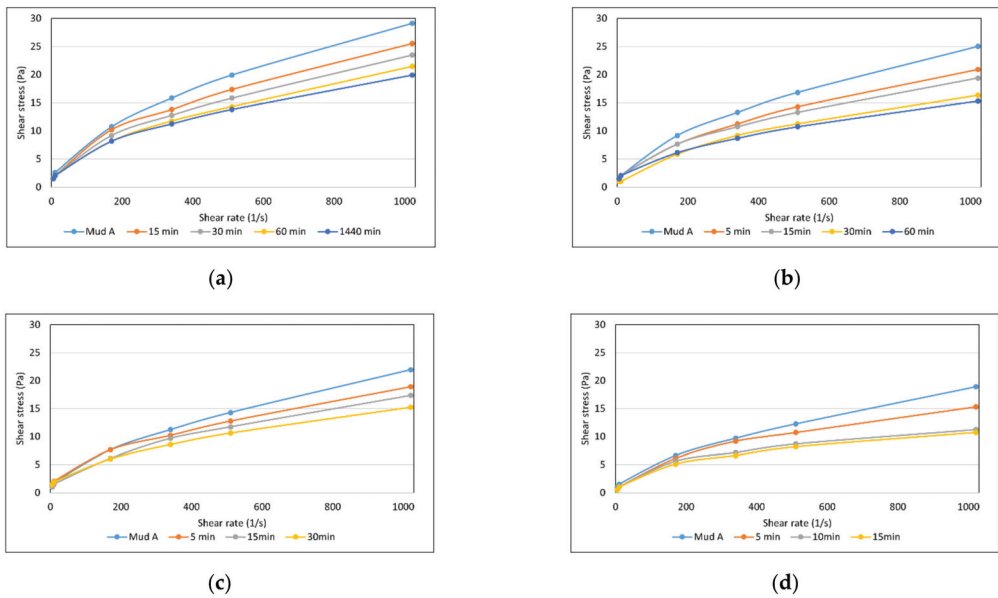 30
25
20
15
10
5
0
Shear stress (Pa)
0 200 400 600 800 1000
Shear rate (1/s)
Mud A 15 min 30 min 60 min 1440 min
(a)
30
25
20
15
10
5
0
Shear stress (Pa)
0 200 400 600 800 1000
Shear rate (1/s)
Mud A 5 min 15min 30min 60 min
(b)
30
25
20
15
10
5
0
Shear stress (Pa)
0 200 400 600 800 1000
Shear rate (1/s)
Mud A 5 min 15min 30min
(c)
30
25
20
15
10
5
0
Shear stress (Pa)
0 200 400 600 800 1000
Shear rate (1/s)
Mud A 5 min 10min 15min
(d)